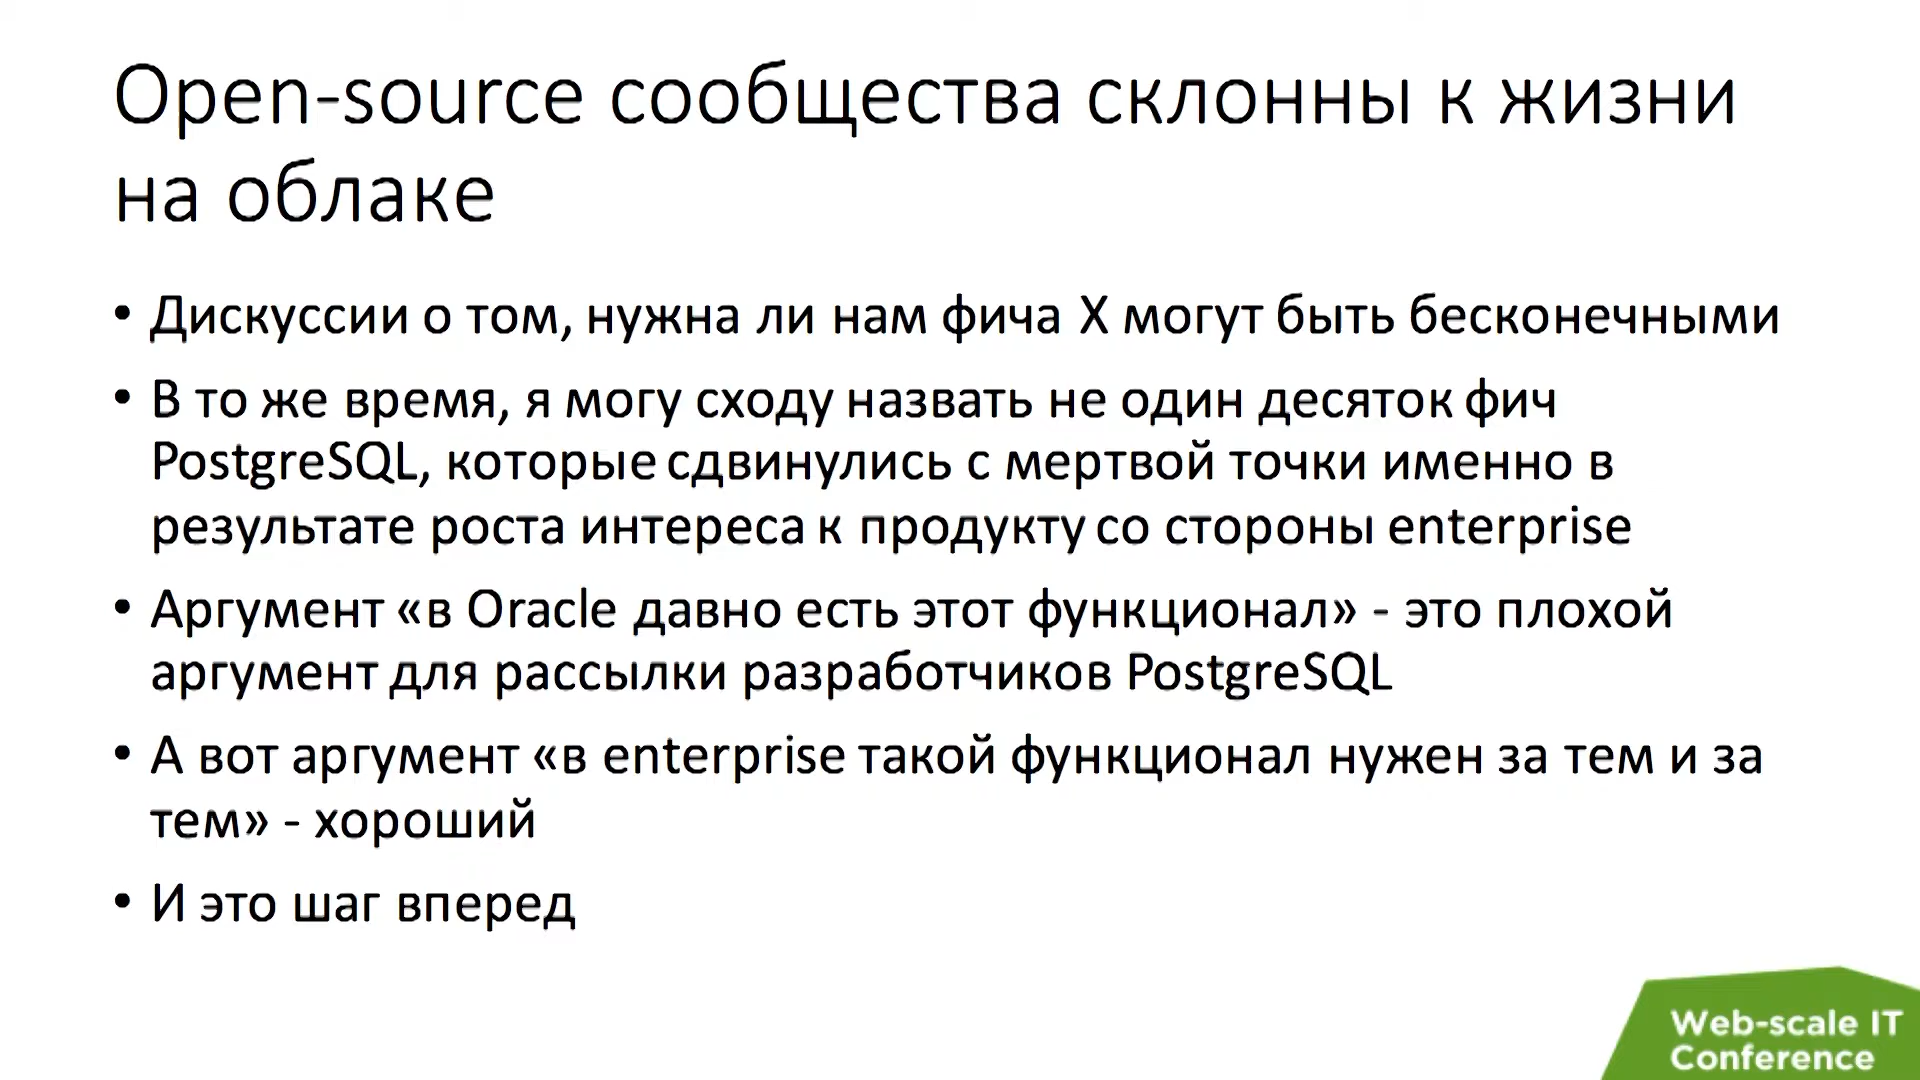 Open-source сообщества склонны к жизни
на облаке
• Дискуссии о том, нужна ли нам фича X могут быть бесконечными
• В то же время, я могу сходу назвать не один десяток фич
PostgreSQL, которые сдвинулись с мертвой точки именно в
результате роста интереса к продукту со стороны enterprise
• Аргумент «в Oracle давно есть этот функционал» - это плохой
аргумент для рассылки разработчиков PostgreSQL
• А вот аргумент «в enterprise такой функционал нужен за тем и за
тем» - хороший
• И это шаг вперед
Web-scale IT
Conference